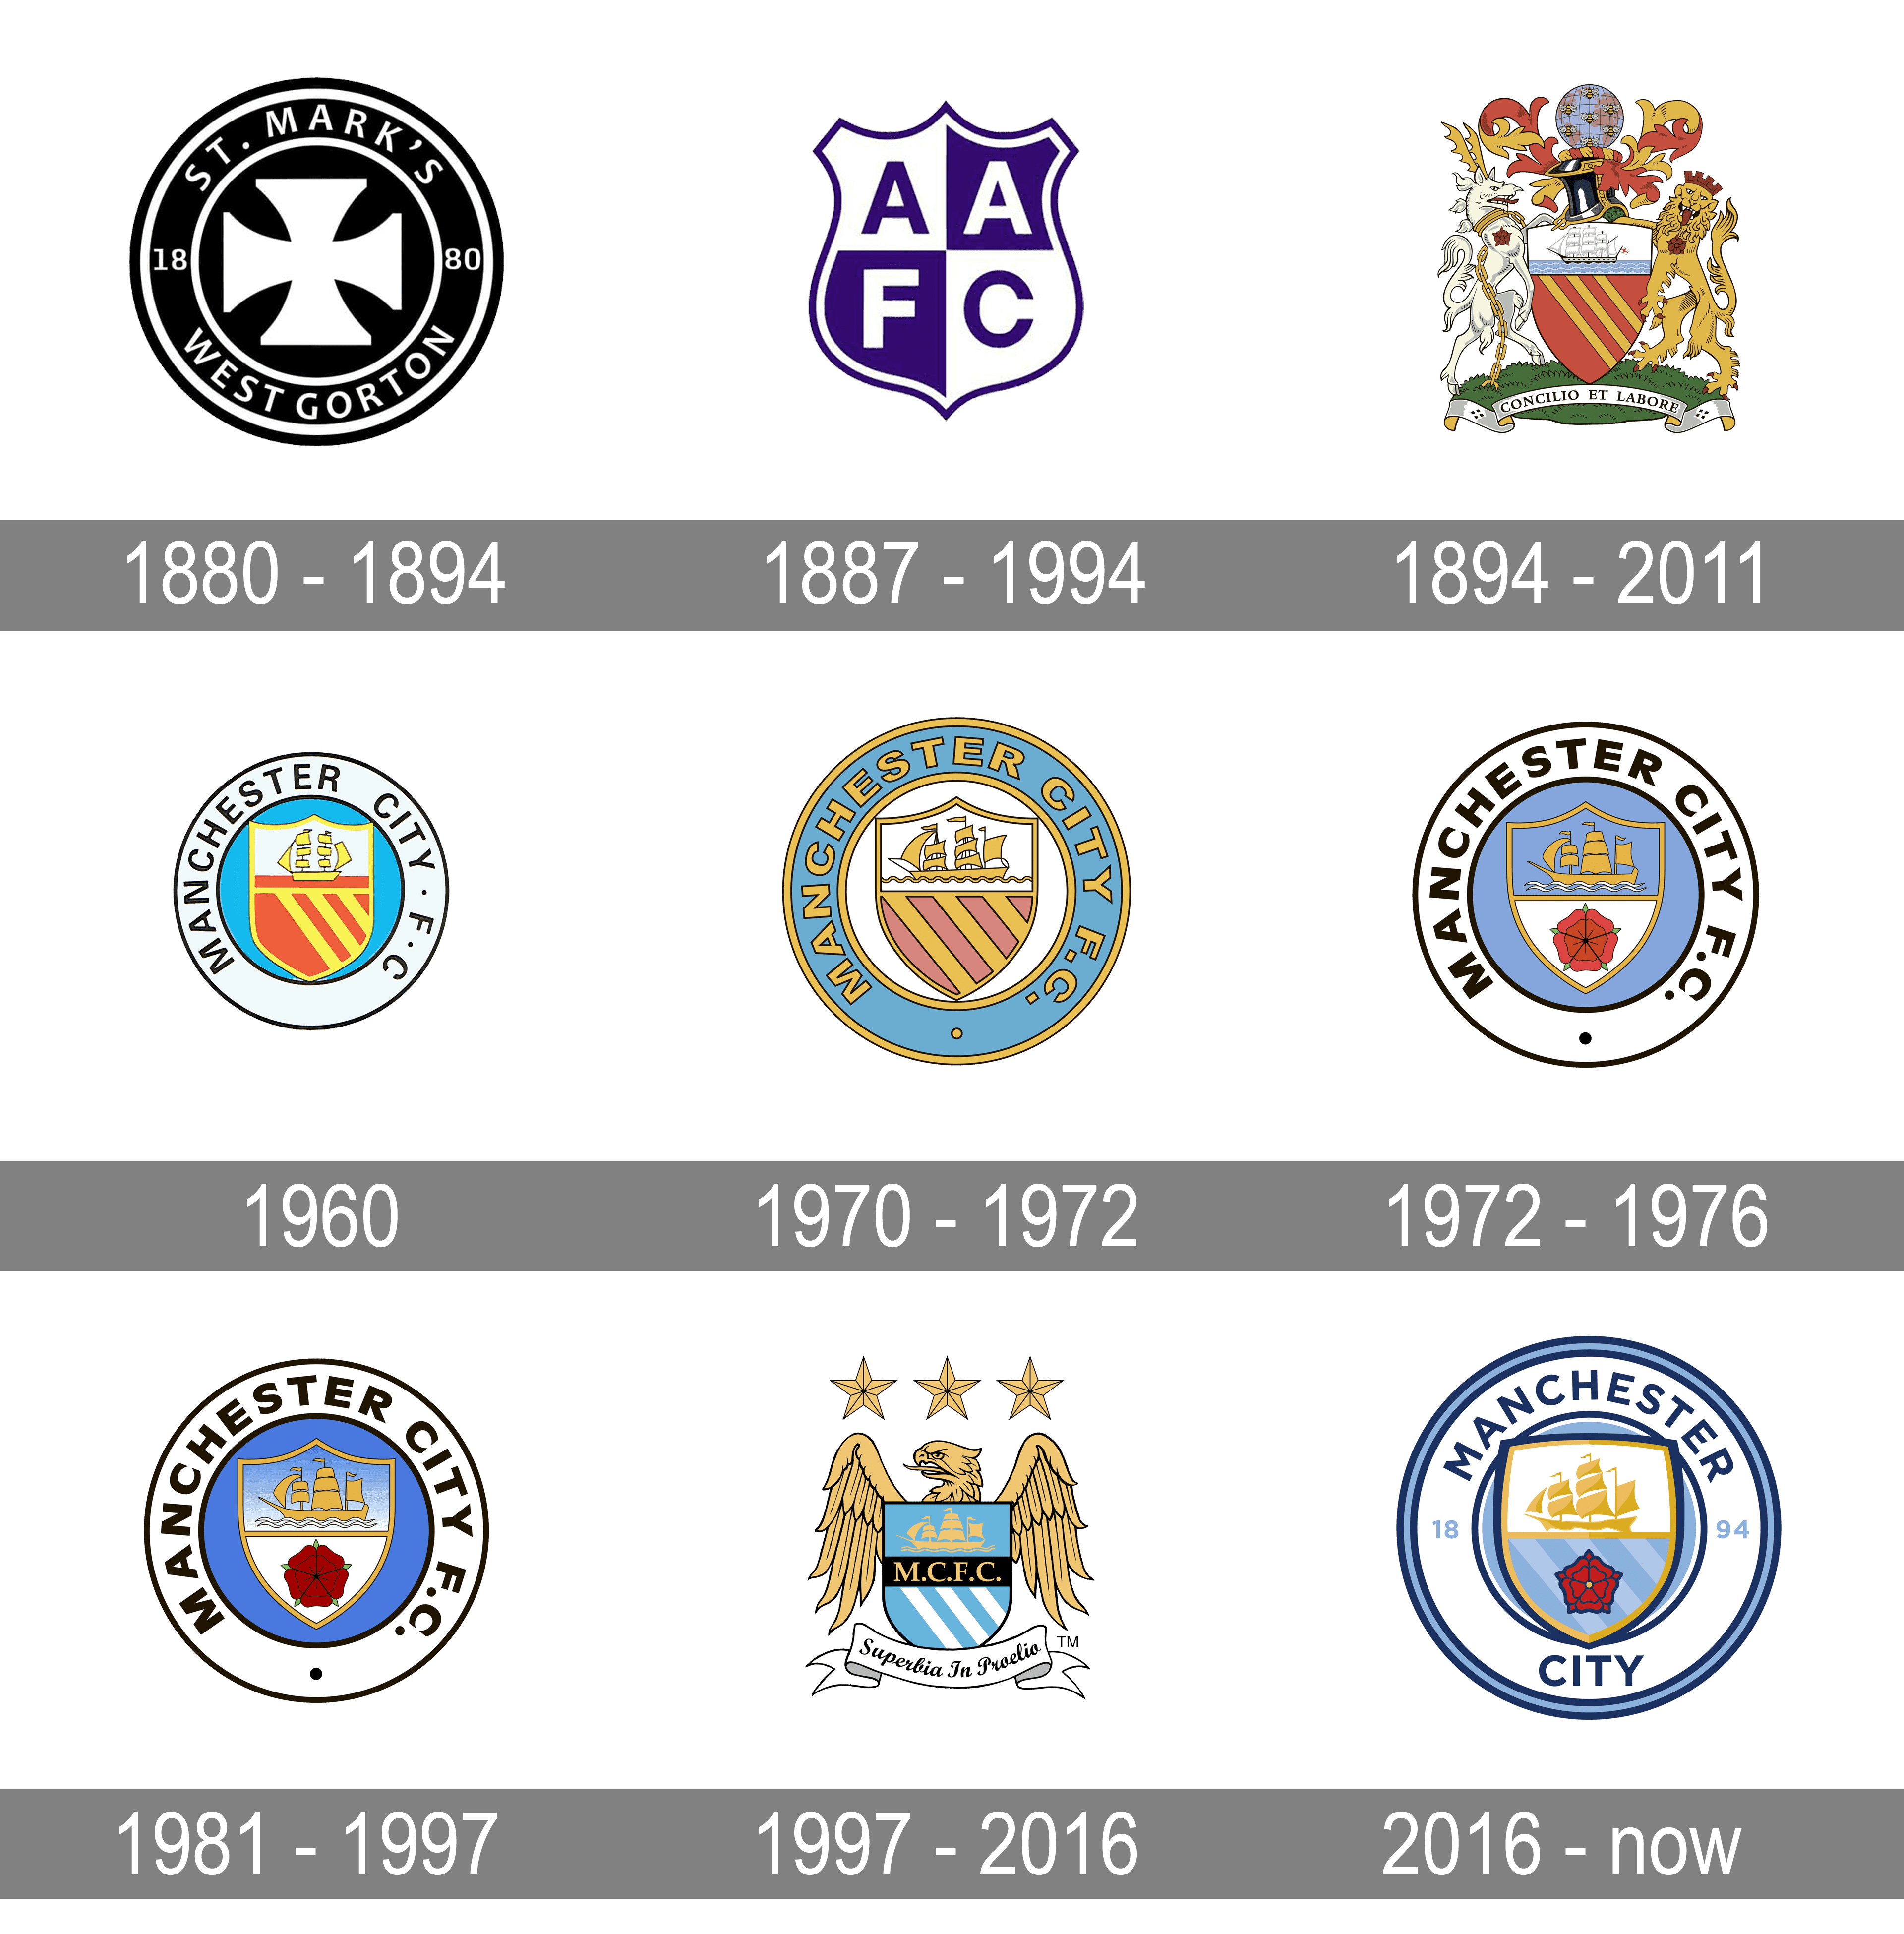 ST. MARK'S
18 80
WEST GORTON
A A
F C
CONCILIO ET LABORE
1880 - 1894
1887 - 1994
1894 - 2011
MANCHESTER CITY · F · C
MANCHESTER CITY F.C.
MANCHESTER CITY F.C.
1960
1970 - 1972
1972 - 1976
MANCHESTER CITY F.C.
M.C.F.C.
Superbia In Proelio
TM
MANCHESTER
18 94
CITY
1981 - 1997
1997 - 2016
2016 - now